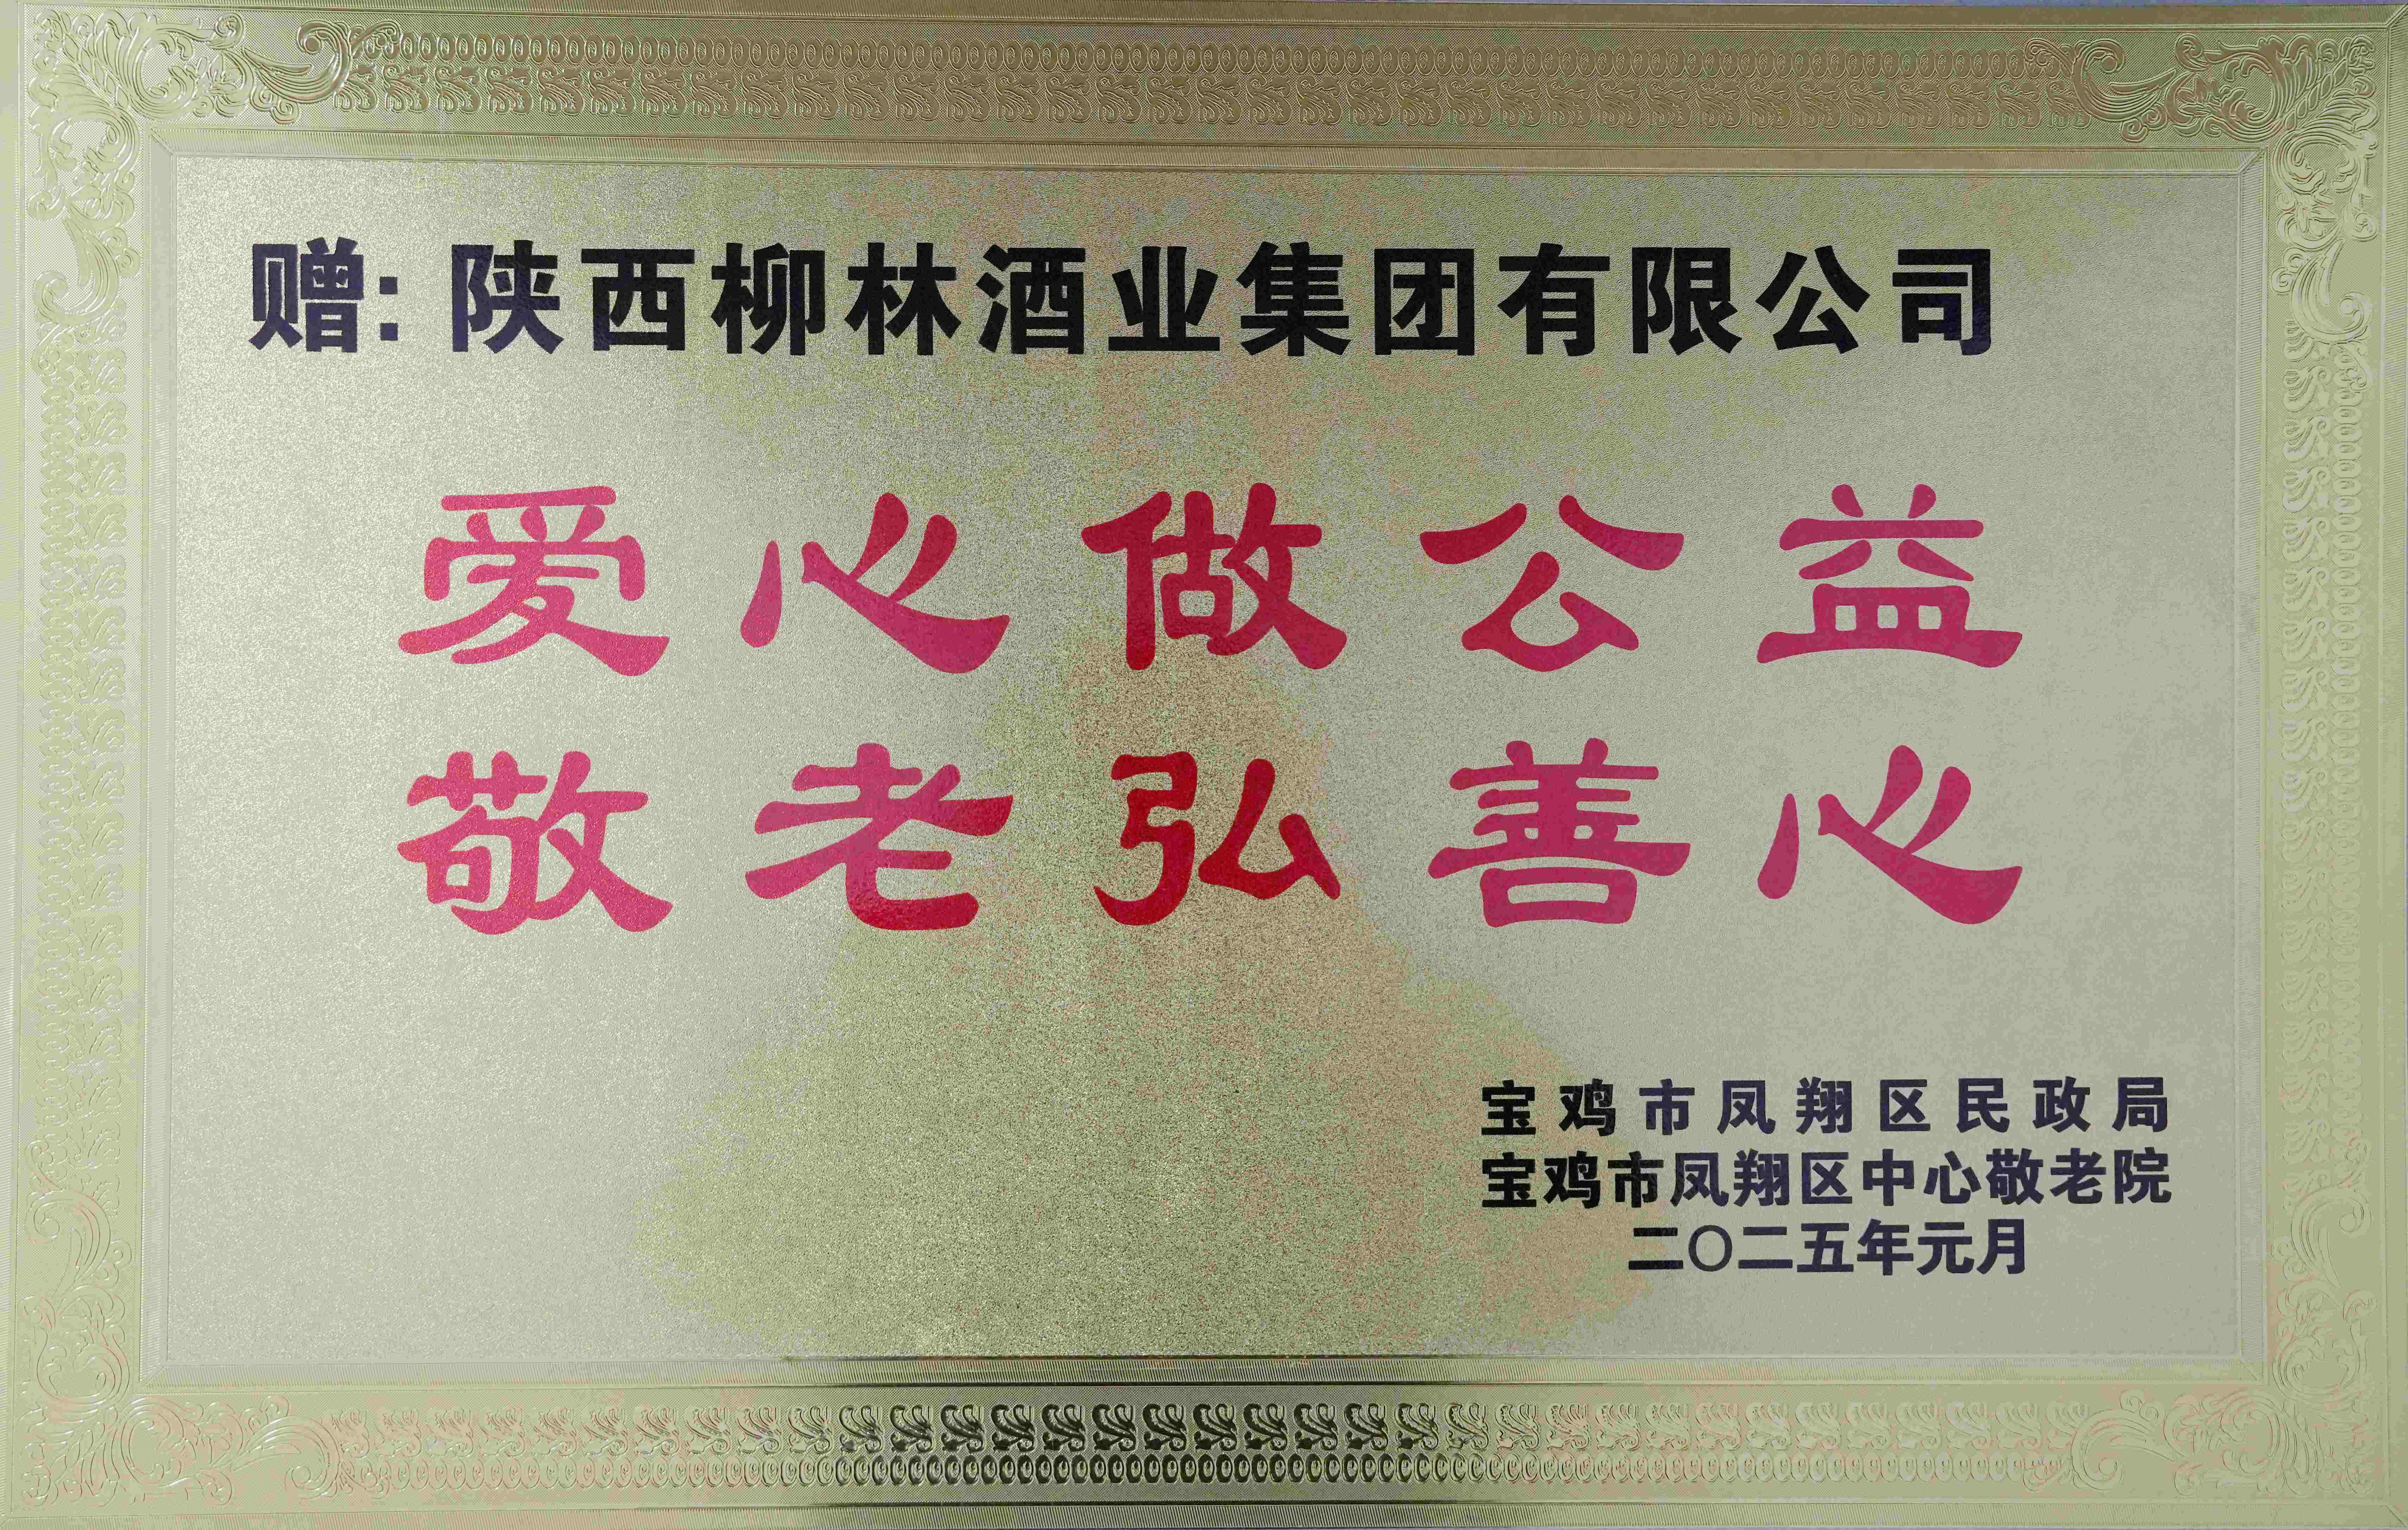 赠:陕西柳林酒业集团有限公司
爱心做公益
敬老弘善心
宝鸡市凤翔区民政局
宝鸡市凤翔区中心敬老院
二〇二五年元月